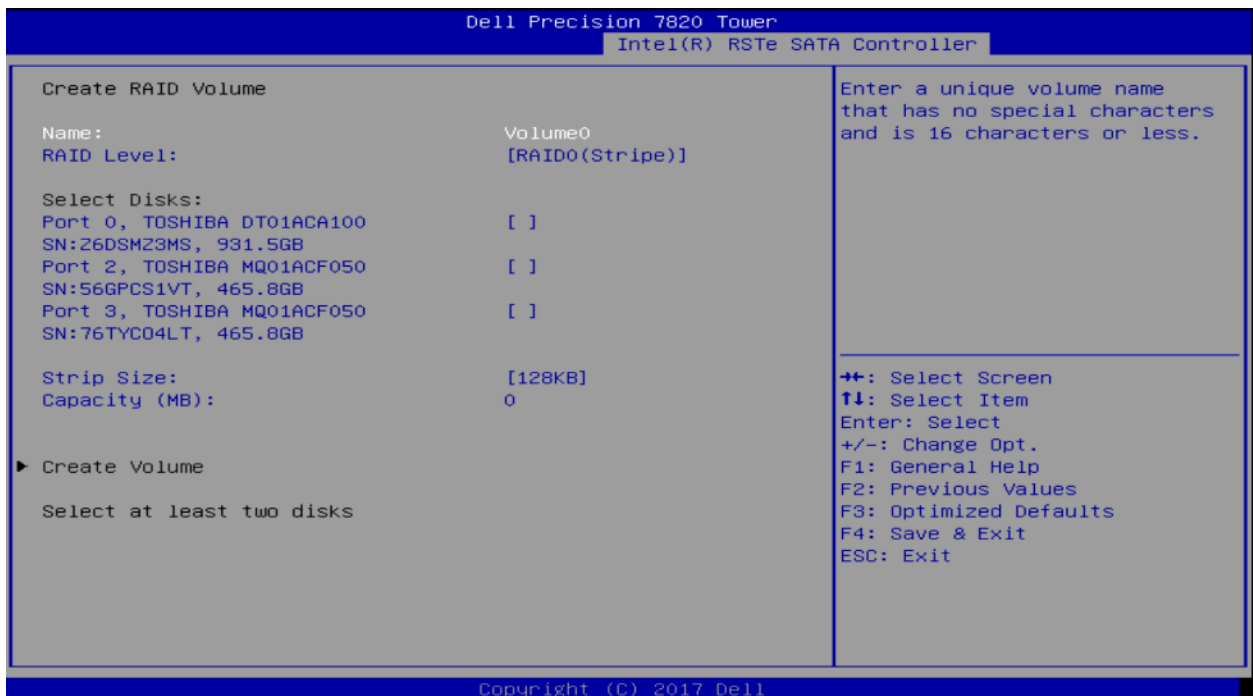 Dell Precision 7820 Tower
Intel(R) RSTe SATA Controller
Create RAID Volume
Name: Volume0
RAID Level: [RAID0(Stripe)]
Select Disks:
Port 0, TOSHIBA DT01ACA100 [ ]
SN:Z6DSMZ3MS, 931.5GB
Port 2, TOSHIBA MQ01ACF050 [ ]
SN:56GPCS1VT, 465.8GB
Port 3, TOSHIBA MQ01ACF050 [ ]
SN:76TYC04LT, 465.8GB
Strip Size: [128KB]
Capacity (MB): 0
▶ Create Volume
Select at least two disks
Enter a unique volume name
that has no special characters
and is 16 characters or less.
→←: Select Screen
↑↓: Select Item
Enter: Select
+/-: Change Opt.
F1: General Help
F2: Previous Values
F3: Optimized Defaults
F4: Save & Exit
ESC: Exit
Copyright (C) 2017 Dell